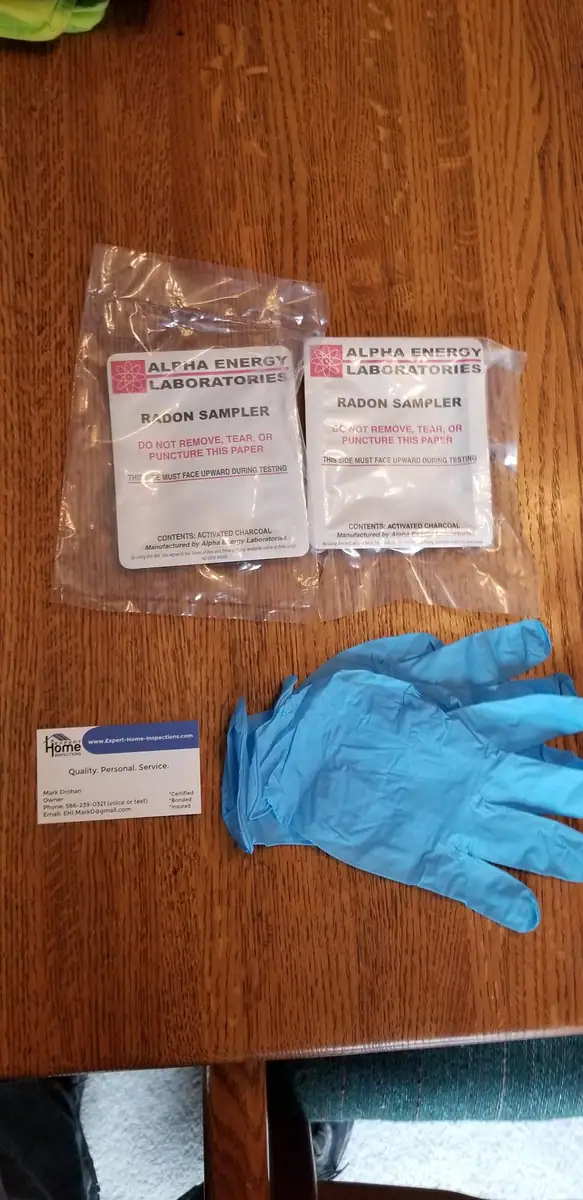 ALPHA ENERGY
LABORATORIES
RADON SAMPLER
DO NOT REMOVE, TEAR, OR
PUNCTURE THIS PAPER
THIS SIDE MUST FACE UPWARD DURING TESTING
CONTENTS: ACTIVATED CHARCOAL
Manufactured by Alpha Energy Laboratories
ALPHA ENERGY
LABORATORIES
RADON SAMPLER
DO NOT REMOVE, TEAR, OR
PUNCTURE THIS PAPER
THIS SIDE MUST FACE UPWARD DURING TESTING
CONTENTS: ACTIVATED CHARCOAL
Manufactured by Alpha Energy
EXPERT
Home
INSPECTIONS
www.Expert-Home-Inspections.com
Quality. Personal. Service.
Mark Drohan
Owner
Phone: 586-239-0321 (voice or text)
Email: EHI.MarkD@gmail.com
*Certified
*Bonded
*Insured